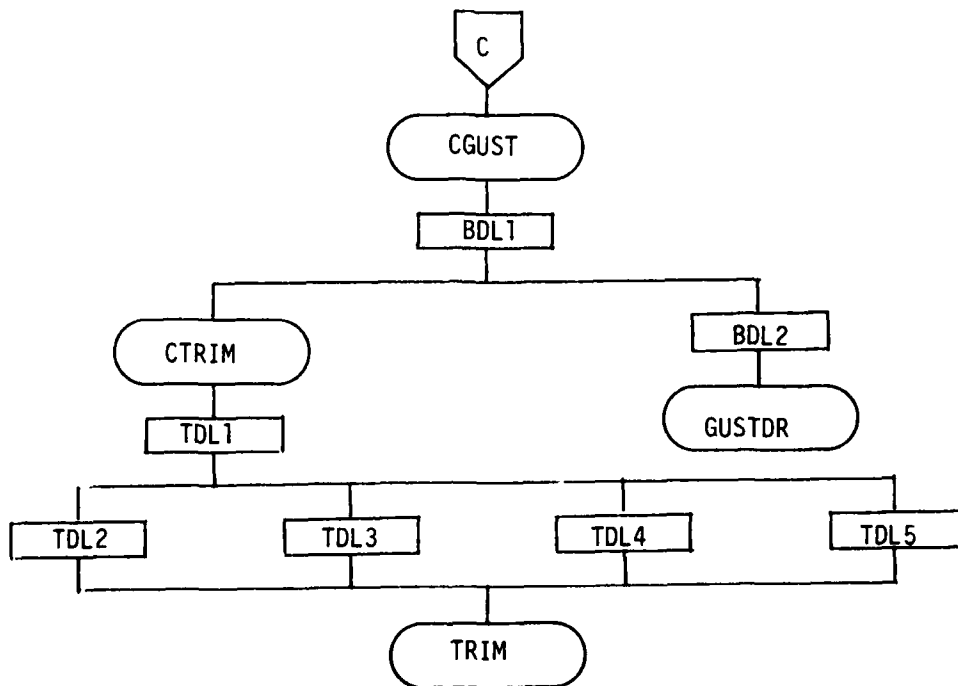 C
CGUST
BDL1
CTRIM
BDL2
TDL1
GUSTDR
TDL2
TDL3
TDL4
TDL5
TRIM